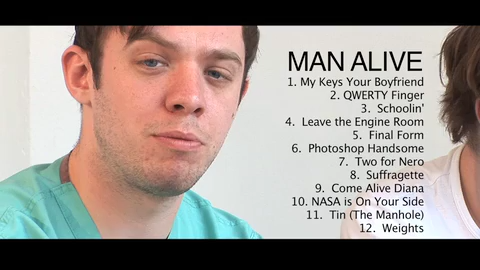 MAN ALIVE
1. My Keys Your Boyfriend
2. QWERTY Finger
3. Schoolin'
4. Leave the Engine Room
5. Final Form
6. Photoshop Handsome
7. Two for Nero
8. Suffragette
9. Come Alive Diana
10. NASA is On Your Side
11. Tin (The Manhole)
12. Weights